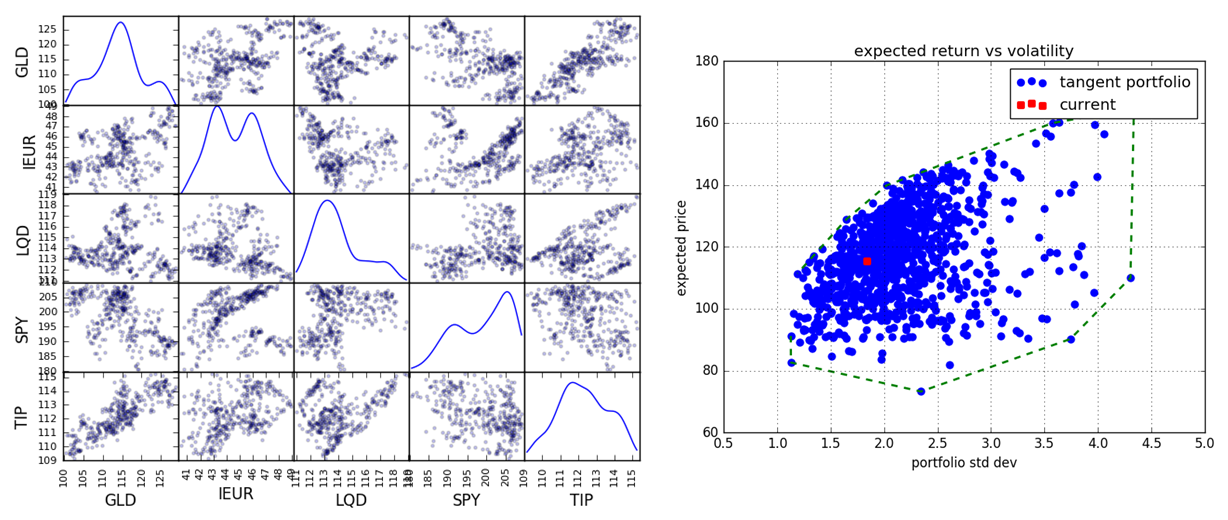 GLD
125
120
115
110
105
100
IEUR
49
48
47
46
45
44
43
42
41
LQD
119
118
117
116
115
114
113
112
111
SPY
205
200
195
190
185
180
TIP
115
114
113
112
111
110
109
100 105 110 115 120 125
41 42 43 44 45 46 47 48 49
112 113 114 115 116 117 118
185 190 195 200 205
109 110 111 112 113 114 115
GLD
IEUR
LQD
SPY
TIP
expected return vs volatility
tangent portfolio
current
expected price
180
160
140
120
100
80
60
0.5 1.0 1.5 2.0 2.5 3.0 3.5 4.0 4.5 5.0
portfolio std dev